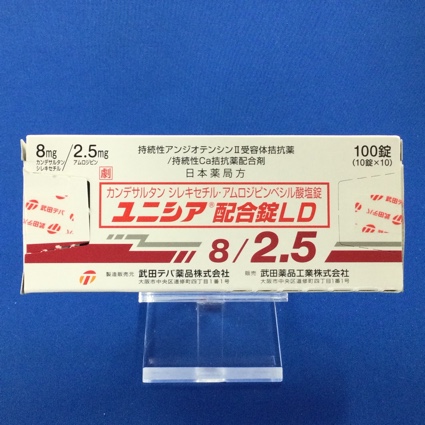 8mg/2.5mg
カンデサルタン シレキセチル アムロジピン
持続性アンジオテンシンⅡ受容体拮抗薬
/持続性Ca拮抗薬配合剤
日本薬局方
100錠
(10錠×10)
劇
カンデサルタン シレキセチル・アムロジピンベシル酸塩錠
ユニシア® 配合錠LD
8/2.5
武田テバ
武田テバ
製造販売元 武田テバ薬品株式会社
大阪市中央区道修町四丁目1番1号
販売 武田薬品工業株式会社
大阪市中央区道修町四丁目1番1号